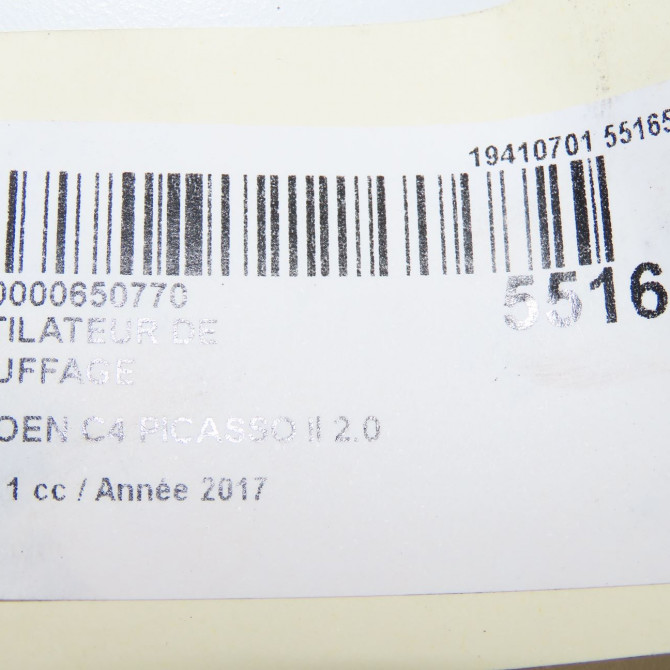 19410701 55165
0000650770
5516
TILATEUR DE
UFFAGE
OEN C4 PICASSO II 2.0
1 cc / Année 2017